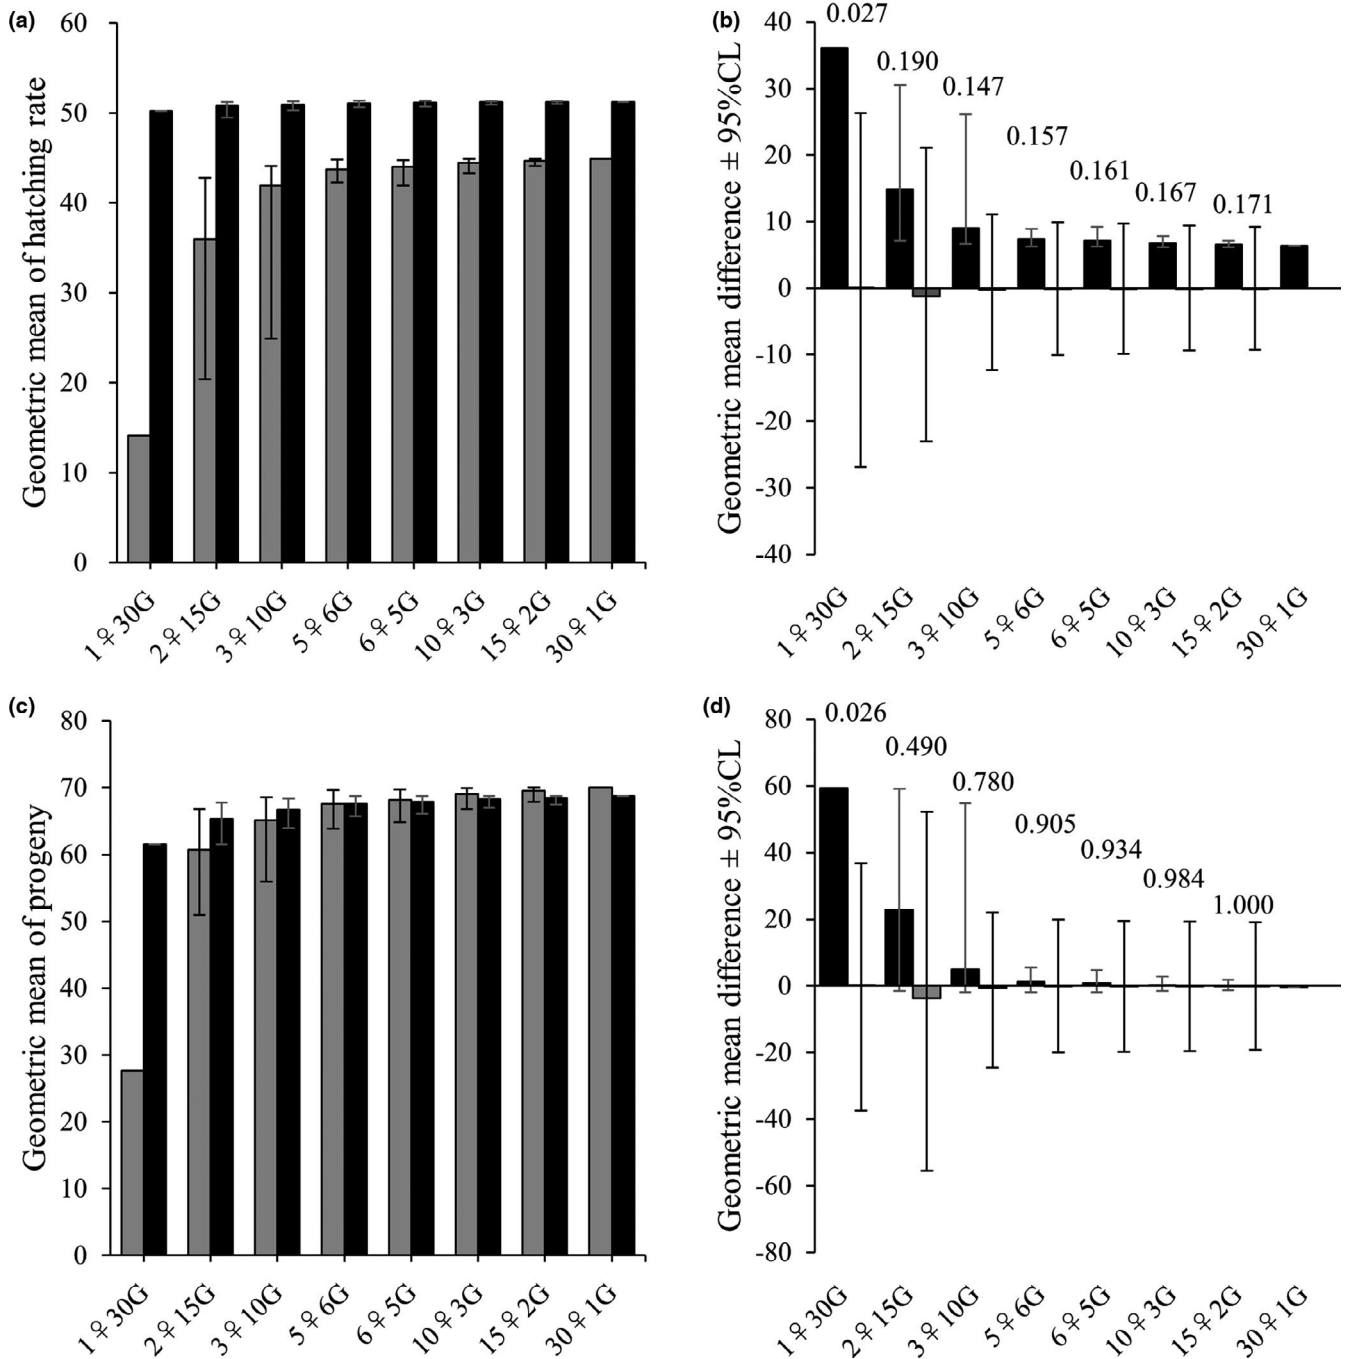 (a)
Geometric mean of hatching rate
60
50
40
30
20
10
0
1♀30G
2♀15G
3♀10G
5♀6G
6♀5G
10♀3G
15♀2G
30♀1G
(b)
Geometric mean difference ± 95%CL
40
30
20
10
0
-10
-20
-30
-40
0.027
0.190
0.147
0.157
0.161
0.167
0.171
1♀30G
2♀15G
3♀10G
5♀6G
6♀5G
10♀3G
15♀2G
30♀1G
(c)
Geometric mean of progeny
80
70
60
50
40
30
20
10
0
1♀30G
2♀15G
3♀10G
5♀6G
6♀5G
10♀3G
15♀2G
30♀1G
(d)
Geometric mean difference ± 95%CL
80
60
40
20
0
-20
-40
-60
-80
0.026
0.490
0.780
0.905
0.934
0.984
1.000
1♀30G
2♀15G
3♀10G
5♀6G
6♀5G
10♀3G
15♀2G
30♀1G